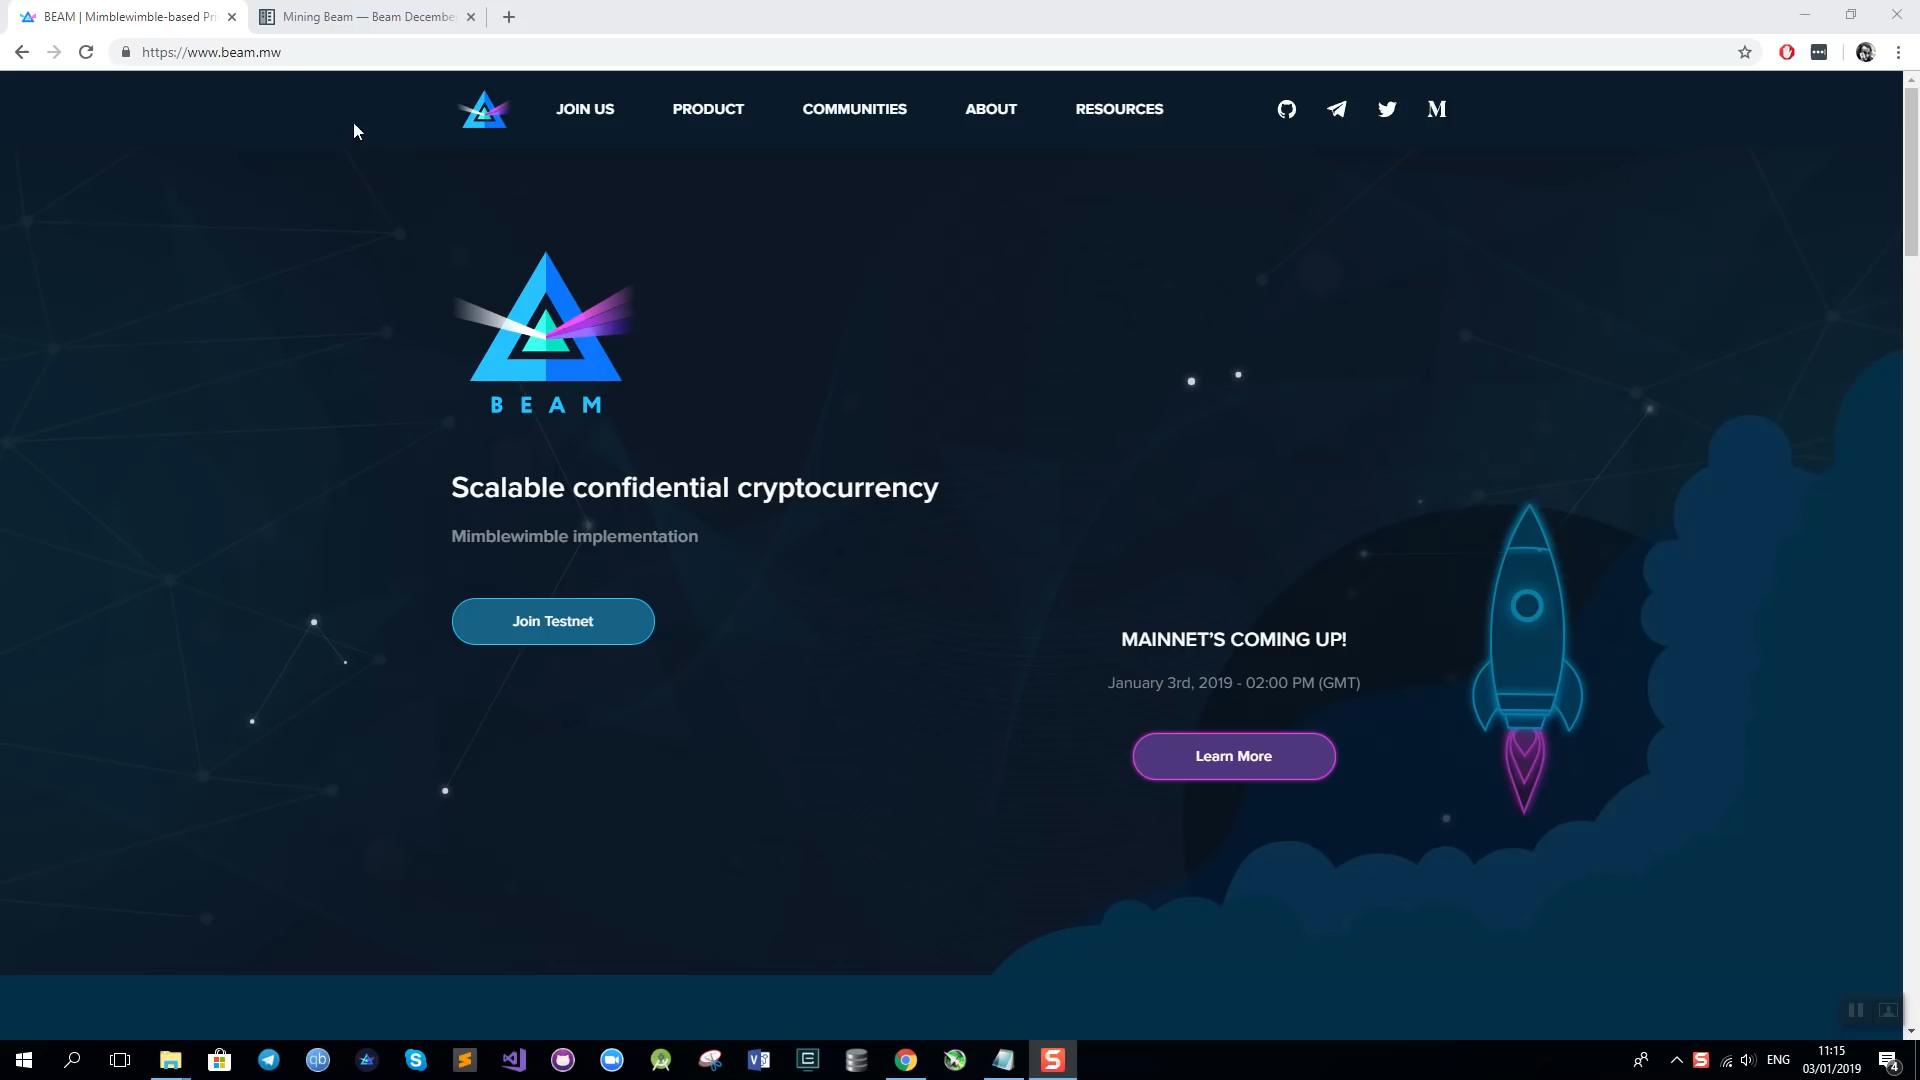 BEAM | Mimblewimble-based Pri
Mining Beam — Beam Decembe
https://www.beam.mw
JOIN US
PRODUCT
COMMUNITIES
ABOUT
RESOURCES
M
BEAM
Scalable confidential cryptocurrency
Mimblewimble implementation
Join Testnet
MAINNET'S COMING UP!
January 3rd, 2019 - 02:00 PM (GMT)
Learn More
qb
S
S
V
E
S
S
ENG
11:15
03/01/2019
4